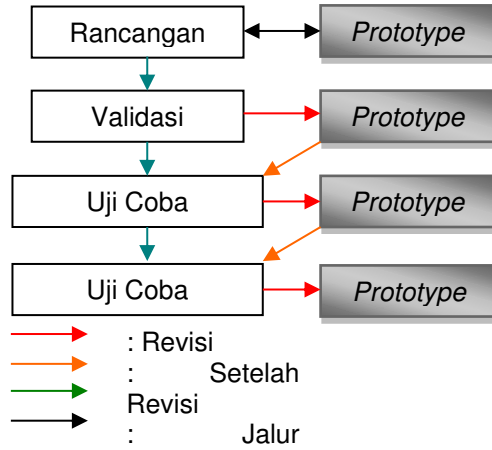 Rancangan
Prototype
Validasi
Prototype
Uji Coba
Prototype
Uji Coba
Prototype
: Revisi
: Setelah
Revisi
: Jalur